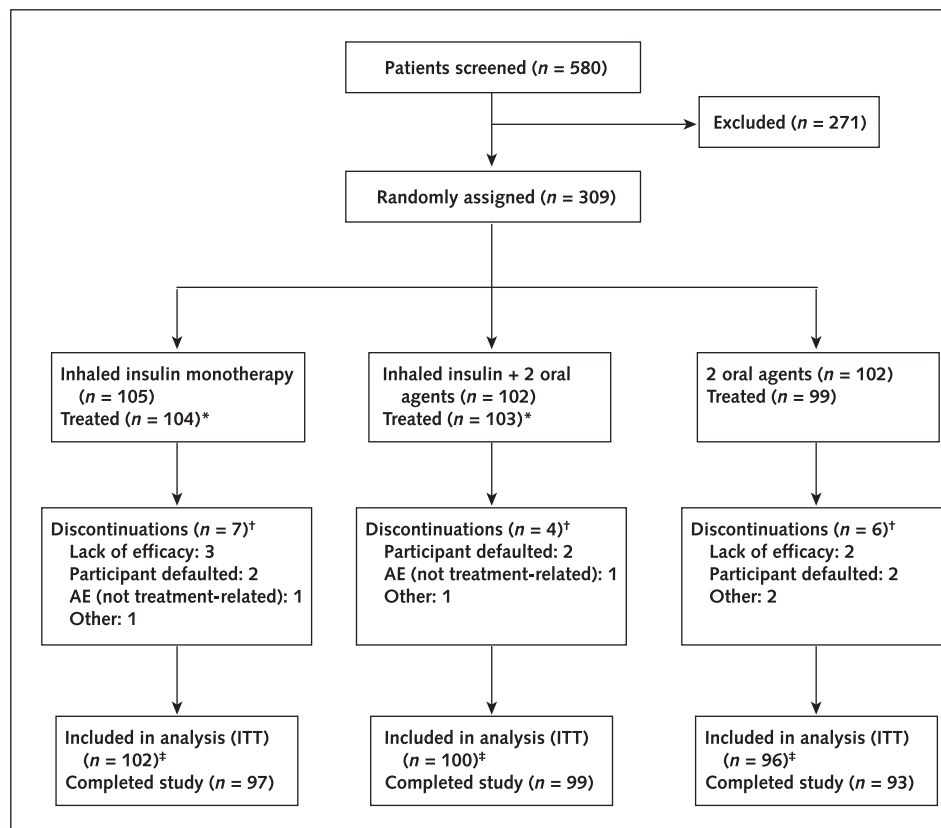 Patients screened (n = 580)
Excluded (n = 271)
Randomly assigned (n = 309)
Inhaled insulin monotherapy
(n = 105)
Treated (n = 104)*
Inhaled insulin + 2 oral
agents (n = 102)
Treated (n = 103)*
2 oral agents (n = 102)
Treated (n = 99)
Discontinuations (n = 7)†
Lack of efficacy: 3
Participant defaulted: 2
AE (not treatment-related): 1
Other: 1
Discontinuations (n = 4)†
Participant defaulted: 2
AE (not treatment-related): 1
Other: 1
Discontinuations (n = 6)†
Lack of efficacy: 2
Participant defaulted: 2
Other: 2
Included in analysis (ITT)
(n = 102)‡
Completed study (n = 97)
Included in analysis (ITT)
(n = 100)‡
Completed study (n = 99)
Included in analysis (ITT)
(n = 96)‡
Completed study (n = 93)